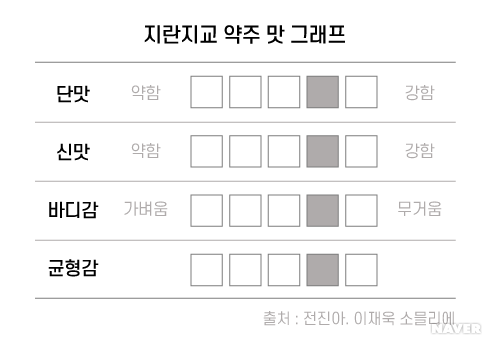 지란지교 약주 맛 그래프
단맛 약함 강함
신맛 약함 강함
바디감 가벼움 무거움
균형감
출처 : 전진아. 이재욱 소믈리에
NAVER